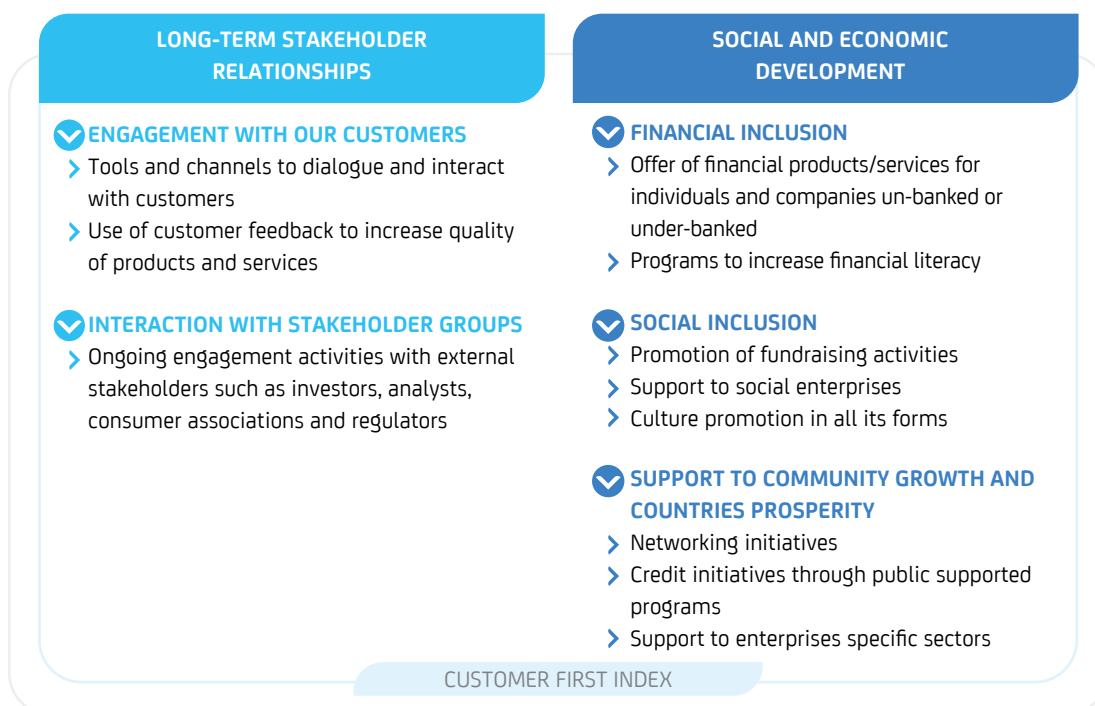 LONG-TERM STAKEHOLDER
RELATIONSHIPS
ENGAGEMENT WITH OUR CUSTOMERS
Tools and channels to dialogue and interact
with customers
Use of customer feedback to increase quality
of products and services
INTERACTION WITH STAKEHOLDER GROUPS
Ongoing engagement activities with external
stakeholders such as investors, analysts,
consumer associations and regulators
SOCIAL AND ECONOMIC
DEVELOPMENT
FINANCIAL INCLUSION
Offer of financial products/services for
individuals and companies un-banked or
under-banked
Programs to increase financial literacy
SOCIAL INCLUSION
Promotion of fundraising activities
Support to social enterprises
Culture promotion in all its forms
SUPPORT TO COMMUNITY GROWTH AND
COUNTRIES PROSPERITY
Networking initiatives
Credit initiatives through public supported
programs
Support to enterprises specific sectors
CUSTOMER FIRST INDEX